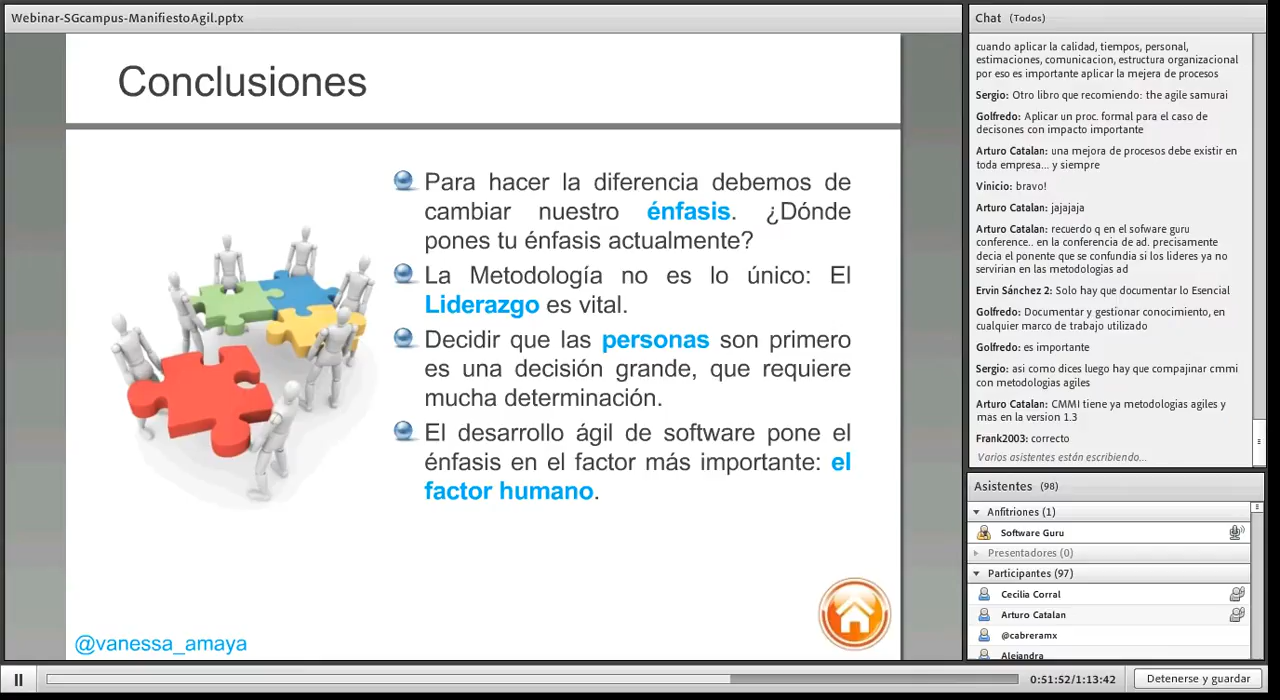 Webinar-SGcampus-ManifiestoAgil.pptx
Conclusiones
Para hacer la diferencia debemos de
cambiar nuestro énfasis. ¿Dónde
pones tu énfasis actualmente?
La Metodología no es lo único: El
Liderazgo es vital.
Decidir que las personas son primero
es una decisión grande, que requiere
mucha determinación.
El desarrollo ágil de software pone el
énfasis en el factor más importante: el
factor humano.
@vanessa_amaya
Chat (Todos)
cuando aplicar la calidad, tiempos, personal,
estimaciones, comunicacion, estructura organizacional
por eso es importante aplicar la mejera de procesos
Sergio: Otro libro que recomiendo: the agile samurai
Golfredo: Aplicar un proc. formal para el caso de
decisones con impacto importante
Arturo Catalan: una mejora de procesos debe existir en
toda empresa... y siempre
Vinicio: bravo!
Arturo Catalan: jajajaja
Arturo Catalan: recuerdo q en el sofware guru
conference.. en la conferencia de ad. precisamente
decia el ponente que se confundia si los lideres ya no
servirian en las metodologias ad
Ervin Sánchez 2: Solo hay que documentar lo Esencial
Golfredo: Documentar y gestionar conocimiento, en
cualquier marco de trabajo utilizado
Golfredo: es importante
Sergio: asi como dices luego hay que compajinar cmmi
con metodologias agiles
Arturo Catalan: CMMI tiene ya metodologias agiles y
mas en la version 1.3
Frank2003: correcto
Varios asistentes están escribiendo...
Asistentes (98)
Anfitriones (1)
Software Guru
Presentadores (0)
Participantes (97)
Cecilia Corral
Arturo Catalan
@cabreramx
Alejandra
0:51:52/1:13:42
Detenerse y guardar